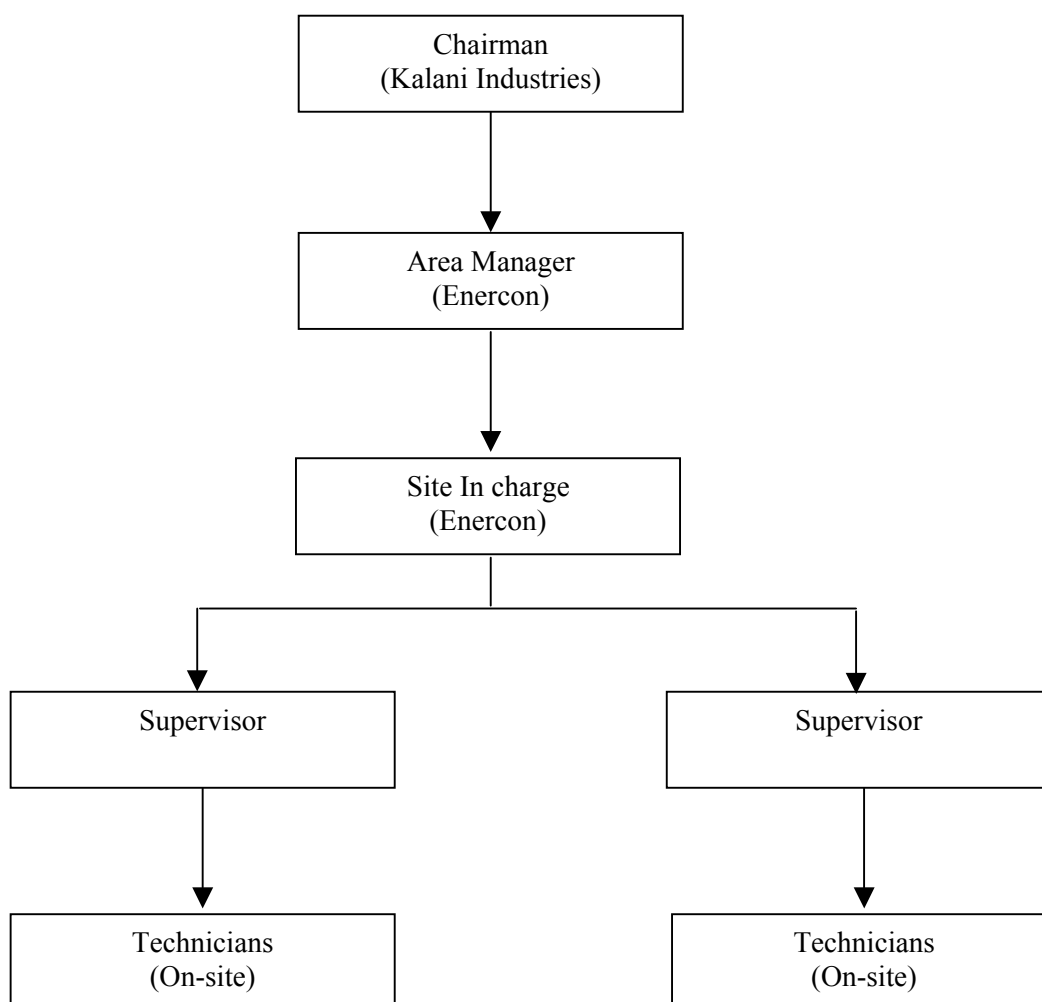 Chairman
(Kalani Industries)
Area Manager
(Enercon)
Site In charge
(Enercon)
Supervisor
Supervisor
Technicians
(On-site)
Technicians
(On-site)